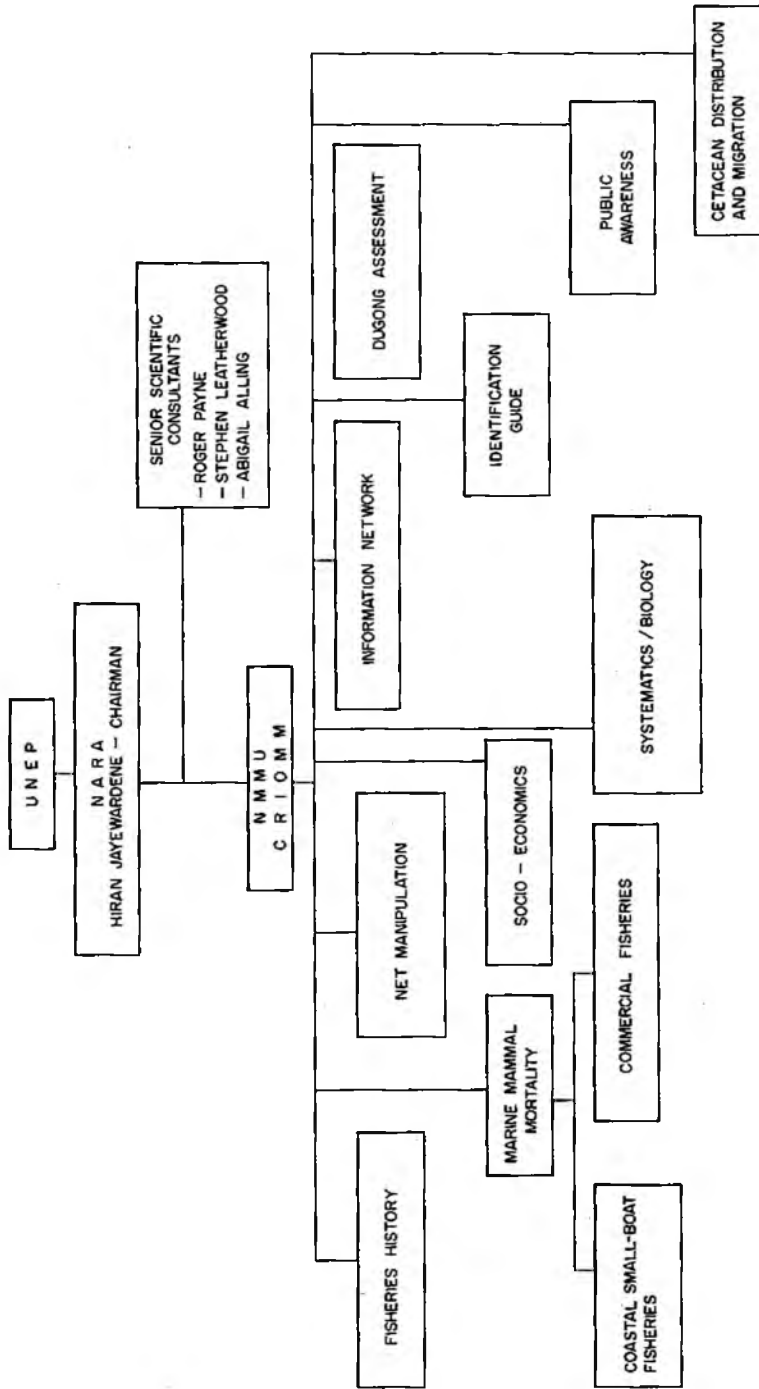 UNEP
NARA
HIRAN JAYEWARDENE – CHAIRMAN
SENIOR SCIENTIFIC
CONSULTANTS
– ROGER PAYNE
– STEPHEN LEATHERWOOD
– ABIGAIL ALLING
NMMU
CRIOMM
FISHERIES HISTORY
NET MANIPULATION
INFORMATION NETWORK
DUGONG ASSESSMENT
MARINE MAMMAL
MORTALITY
SOCIO – ECONOMICS
IDENTIFICATION
GUIDE
PUBLIC
AWARENESS
COASTAL SMALL-BOAT
FISHERIES
COMMERCIAL FISHERIES
SYSTEMATICS / BIOLOGY
CETACEAN DISTRIBUTION
AND MIGRATION